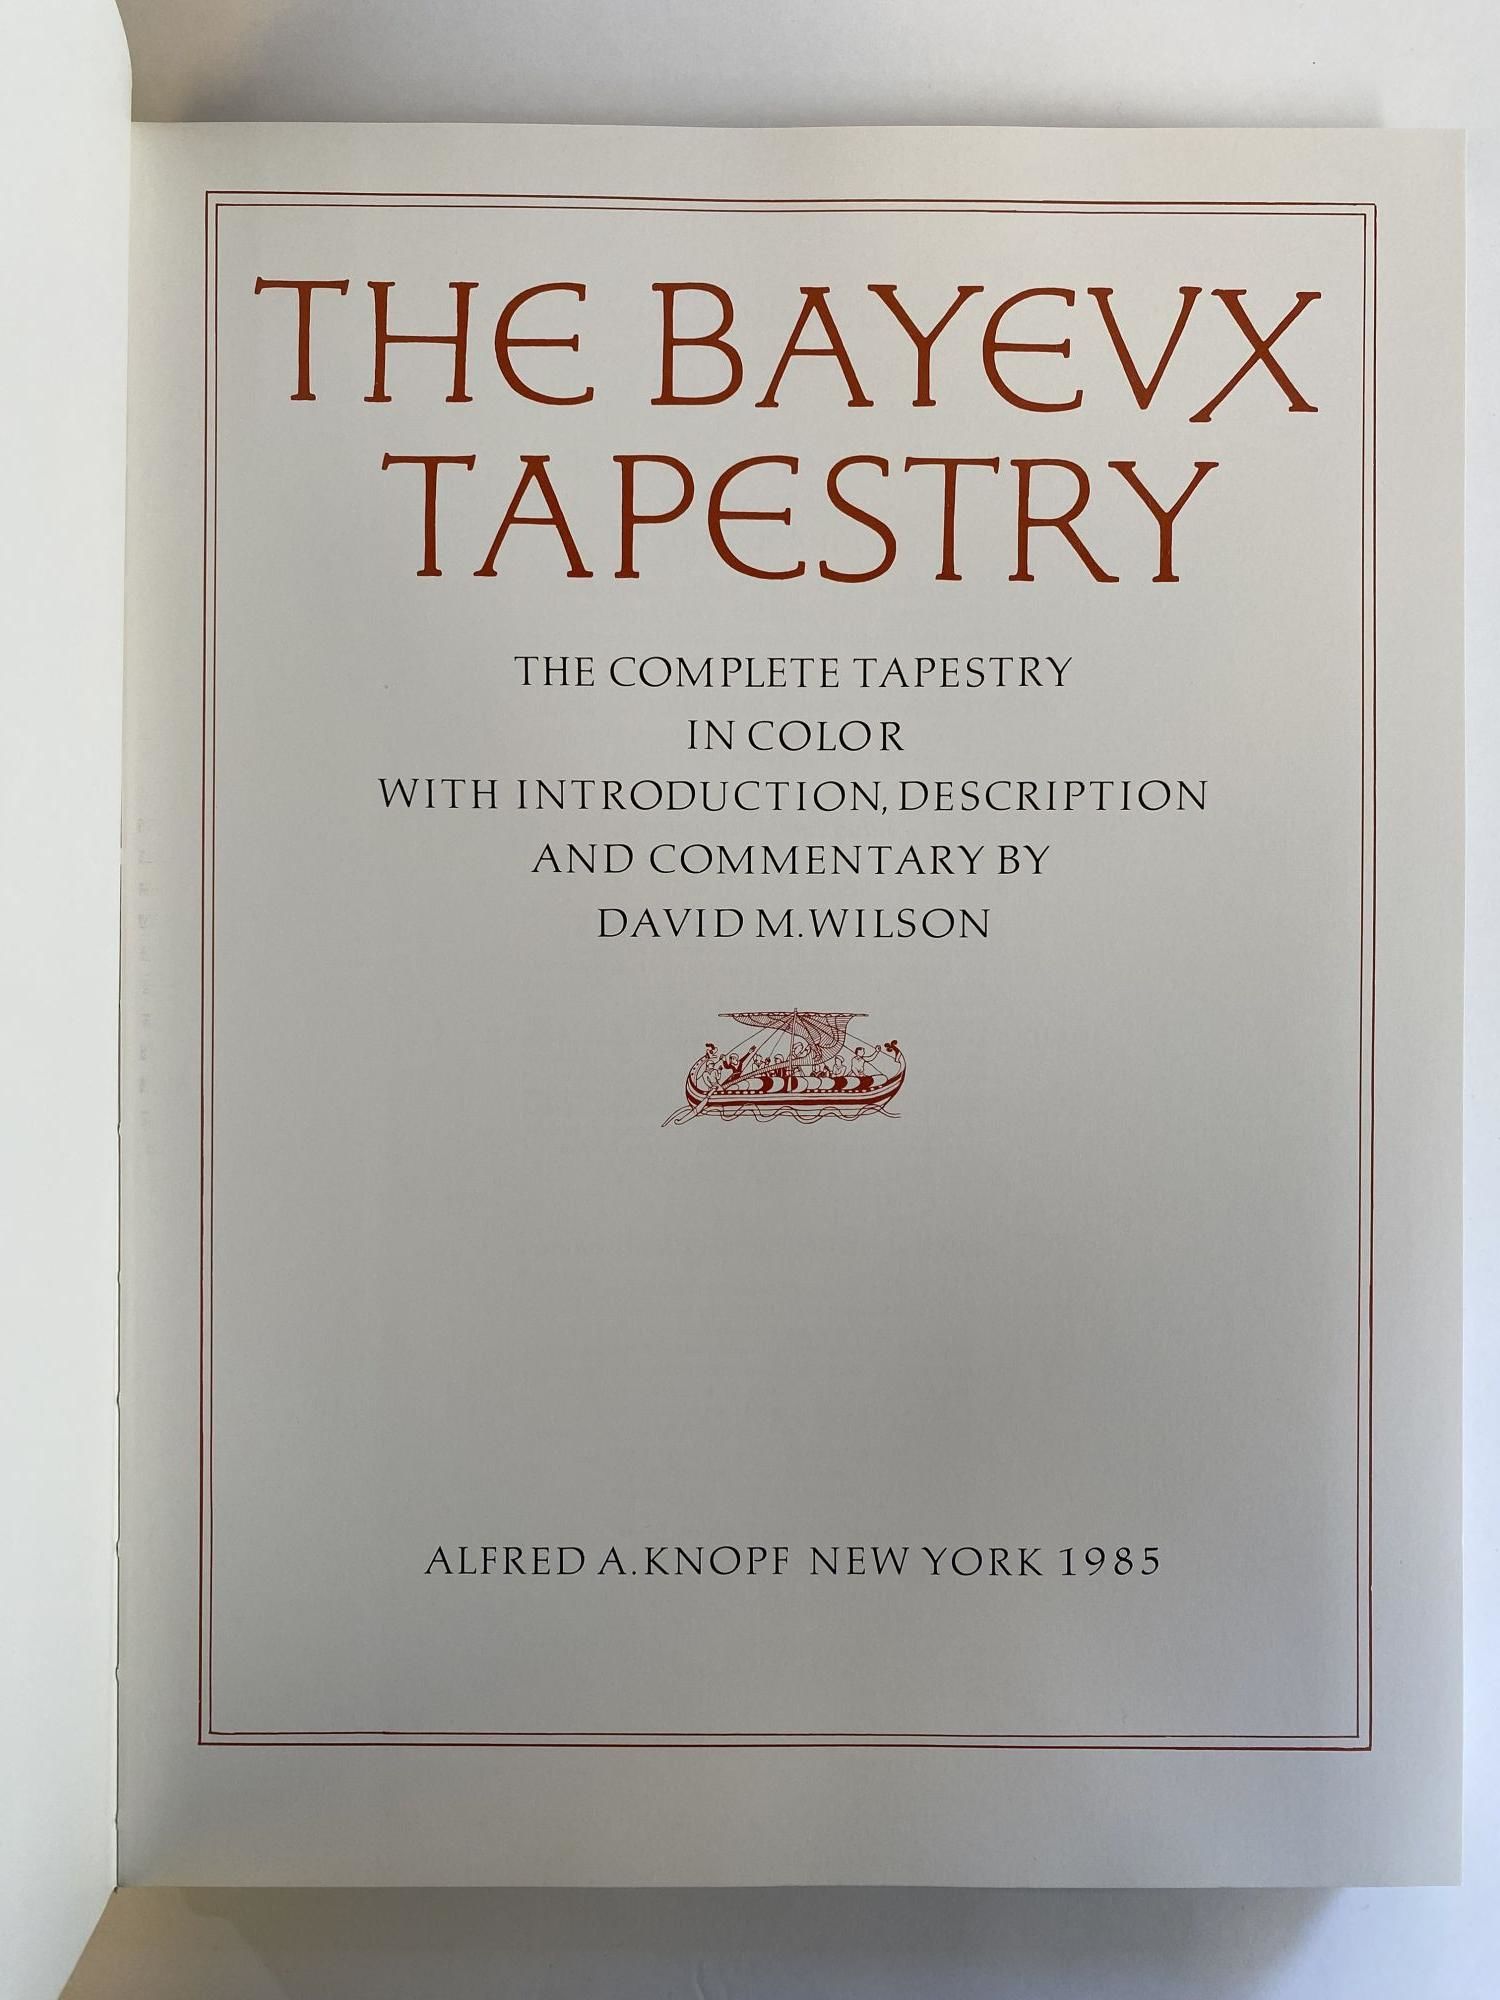 THE BAYEVX
TAPESTRY
THE COMPLETE TAPESTRY
IN COLOR
WITH INTRODUCTION, DESCRIPTION
AND COMMENTARY BY
DAVID M. WILSON
ALFRED A. KNOPF NEW YORK 1985